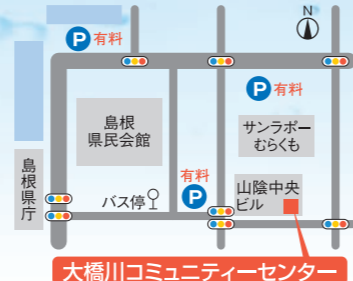 N
P 有料
P 有料
島根
県民会館
サンラポー
むらくも
島根県庁
バス停
有料
P
山陰中央
ビル
大橋川コミュニティーセンター